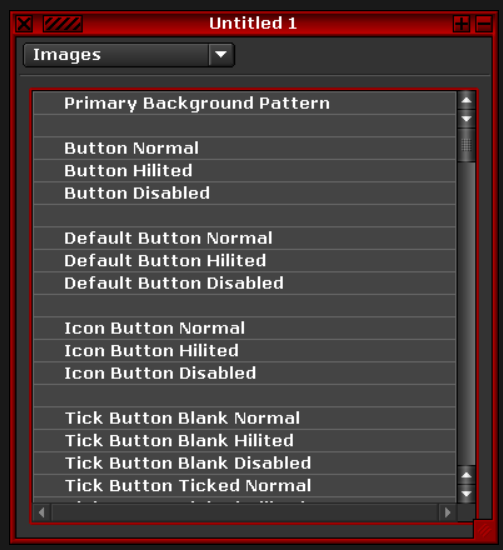 Untitled 1
Images
Primary Background Pattern
Button Normal
Button Hilited
Button Disabled
Default Button Normal
Default Button Hilited
Default Button Disabled
Icon Button Normal
Icon Button Hilited
Icon Button Disabled
Tick Button Blank Normal
Tick Button Blank Hilited
Tick Button Blank Disabled
Tick Button Ticked Normal